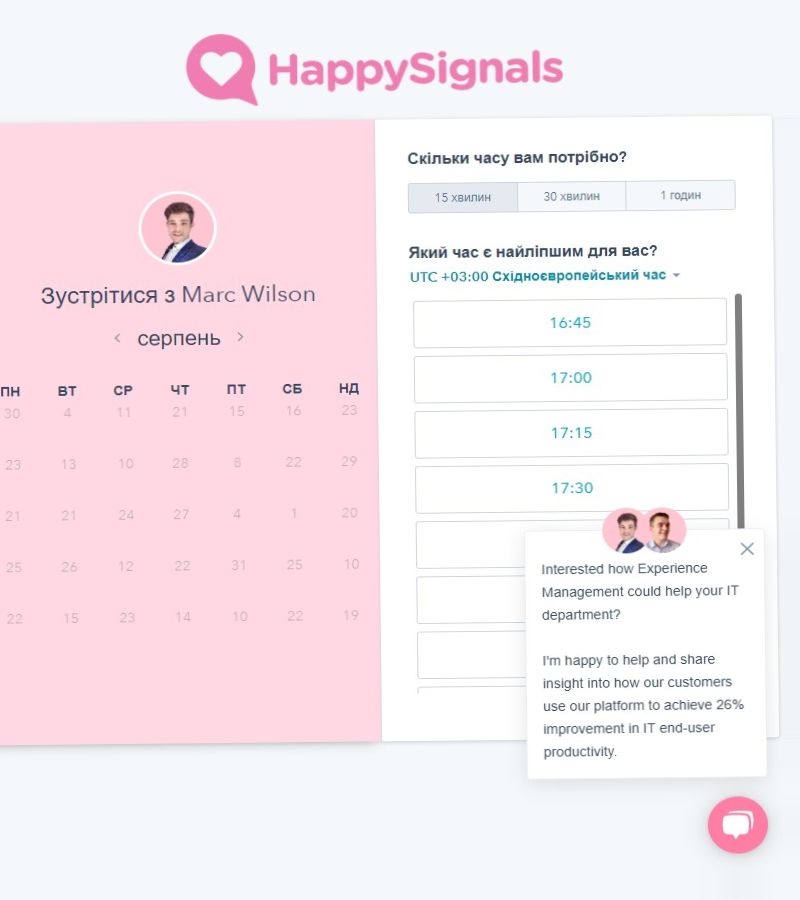 HappySignals
Зустрітися з Marc Wilson
серпень
ПН ВТ СР ЧТ ПТ СБ НД
30 4 11 21 15 16 23
23 13 10 28 8 22 29
21 21 24 27 4 1 20
25 26 12 22 31 25 10
22 15 23 14 10 22 19
Скільки часу вам потрібно?
15 хвилин 30 хвилин 1 годин
Який час є найліпшим для вас?
UTC +03:00 Східноєвропейський час
16:45
17:00
17:15
17:30
Interested how Experience
Management could help your IT
department?
I'm happy to help and share
insight into how our customers
use our platform to achieve 26%
improvement in IT end-user
productivity.